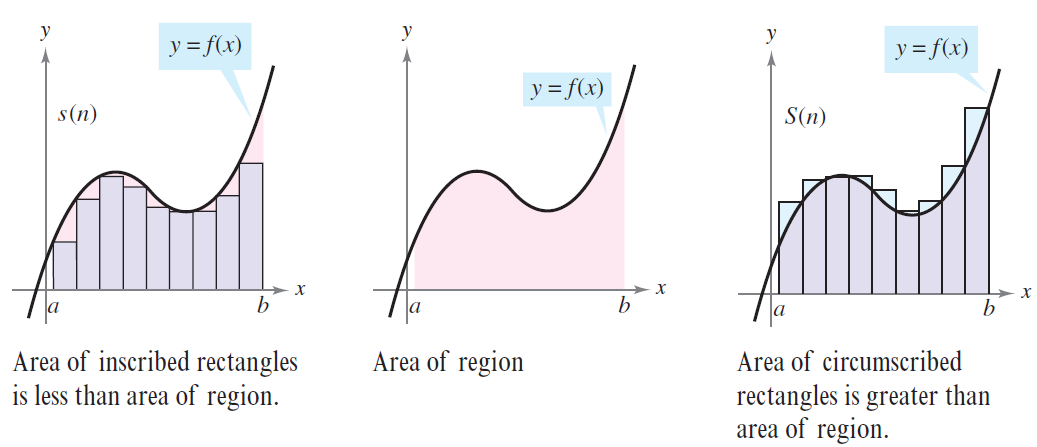 y
y = f(x)
s(n)
a
b
x
Area of inscribed rectangles
is less than area of region.
y
y = f(x)
a
b
x
Area of region
y
y = f(x)
S(n)
a
b
x
Area of circumscribed
rectangles is greater than
area of region.